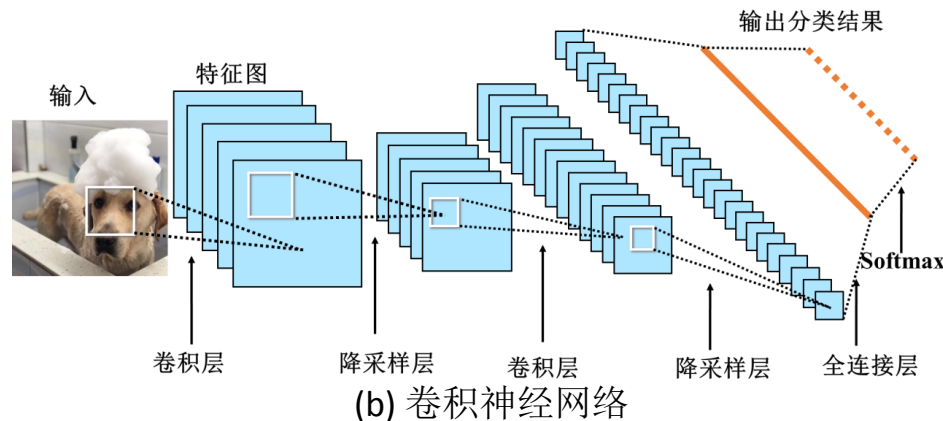 输出分类结果
特征图
输入
Softmax
卷积层
降采样层
卷积层
降采样层
全连接层
(b) 卷积神经网络